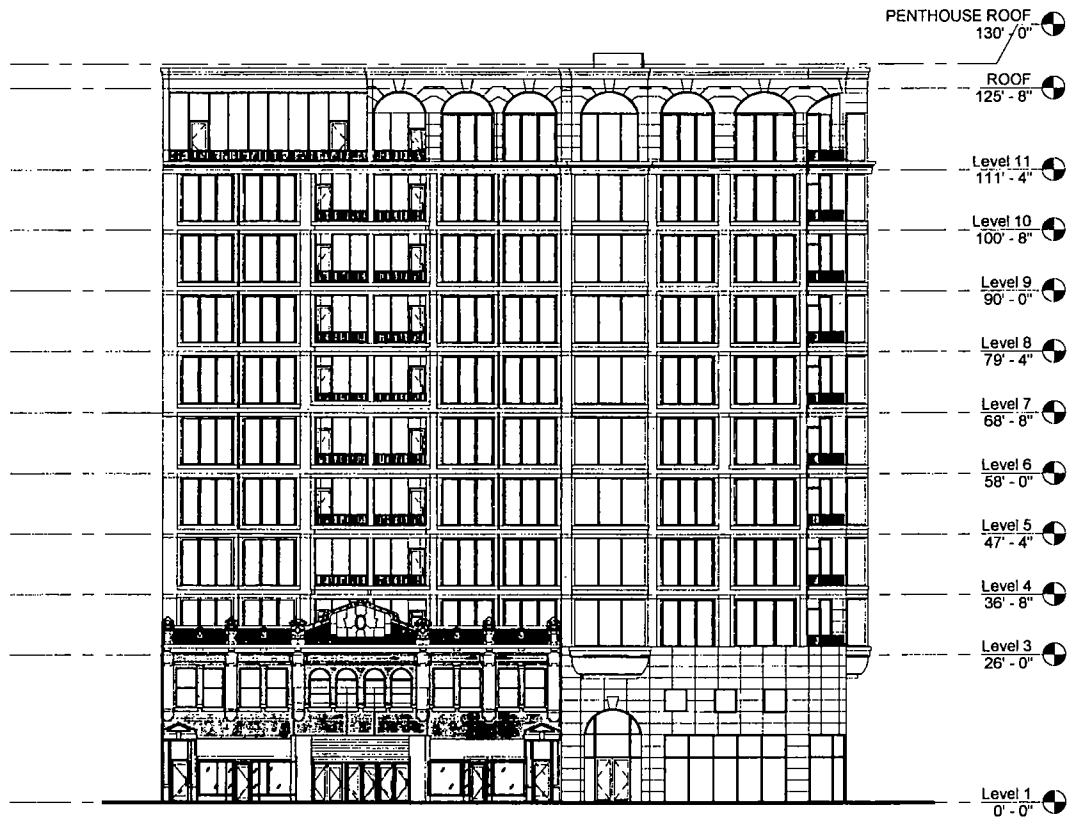 PENTHOUSE ROOF
130' - 0"
ROOF
125' - 8"
Level 11
111' - 4"
Level 10
100' - 8"
Level 9
90' - 0"
Level 8
79' - 4"
Level 7
68' - 8"
Level 6
58' - 0"
Level 5
47' - 4"
Level 4
36' - 8"
Level 3
26' - 0"
Level 1
0' - 0"